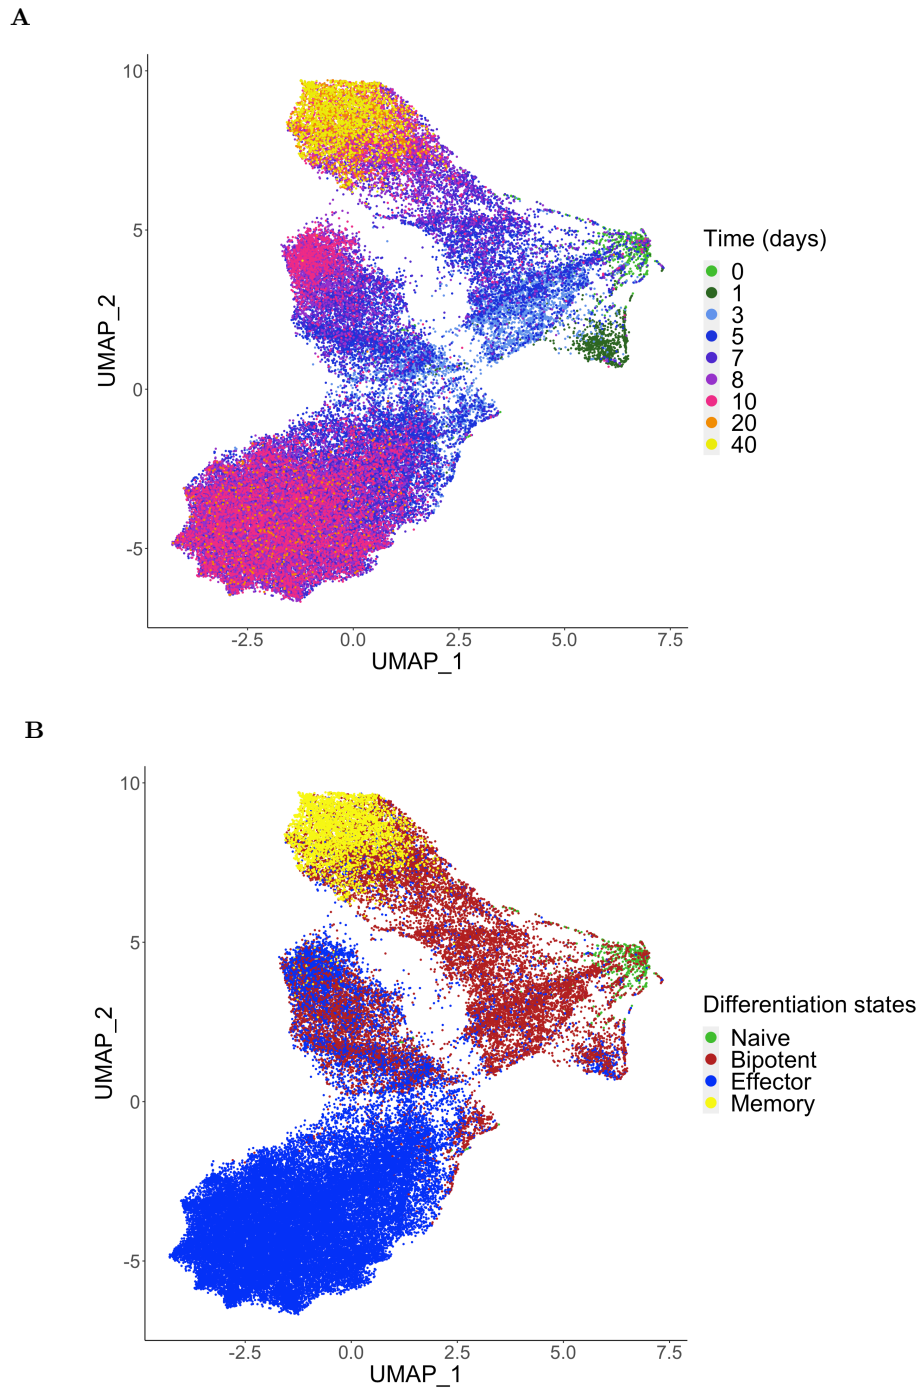 A
10
5
0
-5
UMAP_2
-2.5 0.0 2.5 5.0 7.5
UMAP_1
Time (days)
0
1
3
5
7
8
10
20
40
B
10
5
0
-5
UMAP_2
-2.5 0.0 2.5 5.0 7.5
UMAP_1
Differentiation states
Naive
Bipotent
Effector
Memory